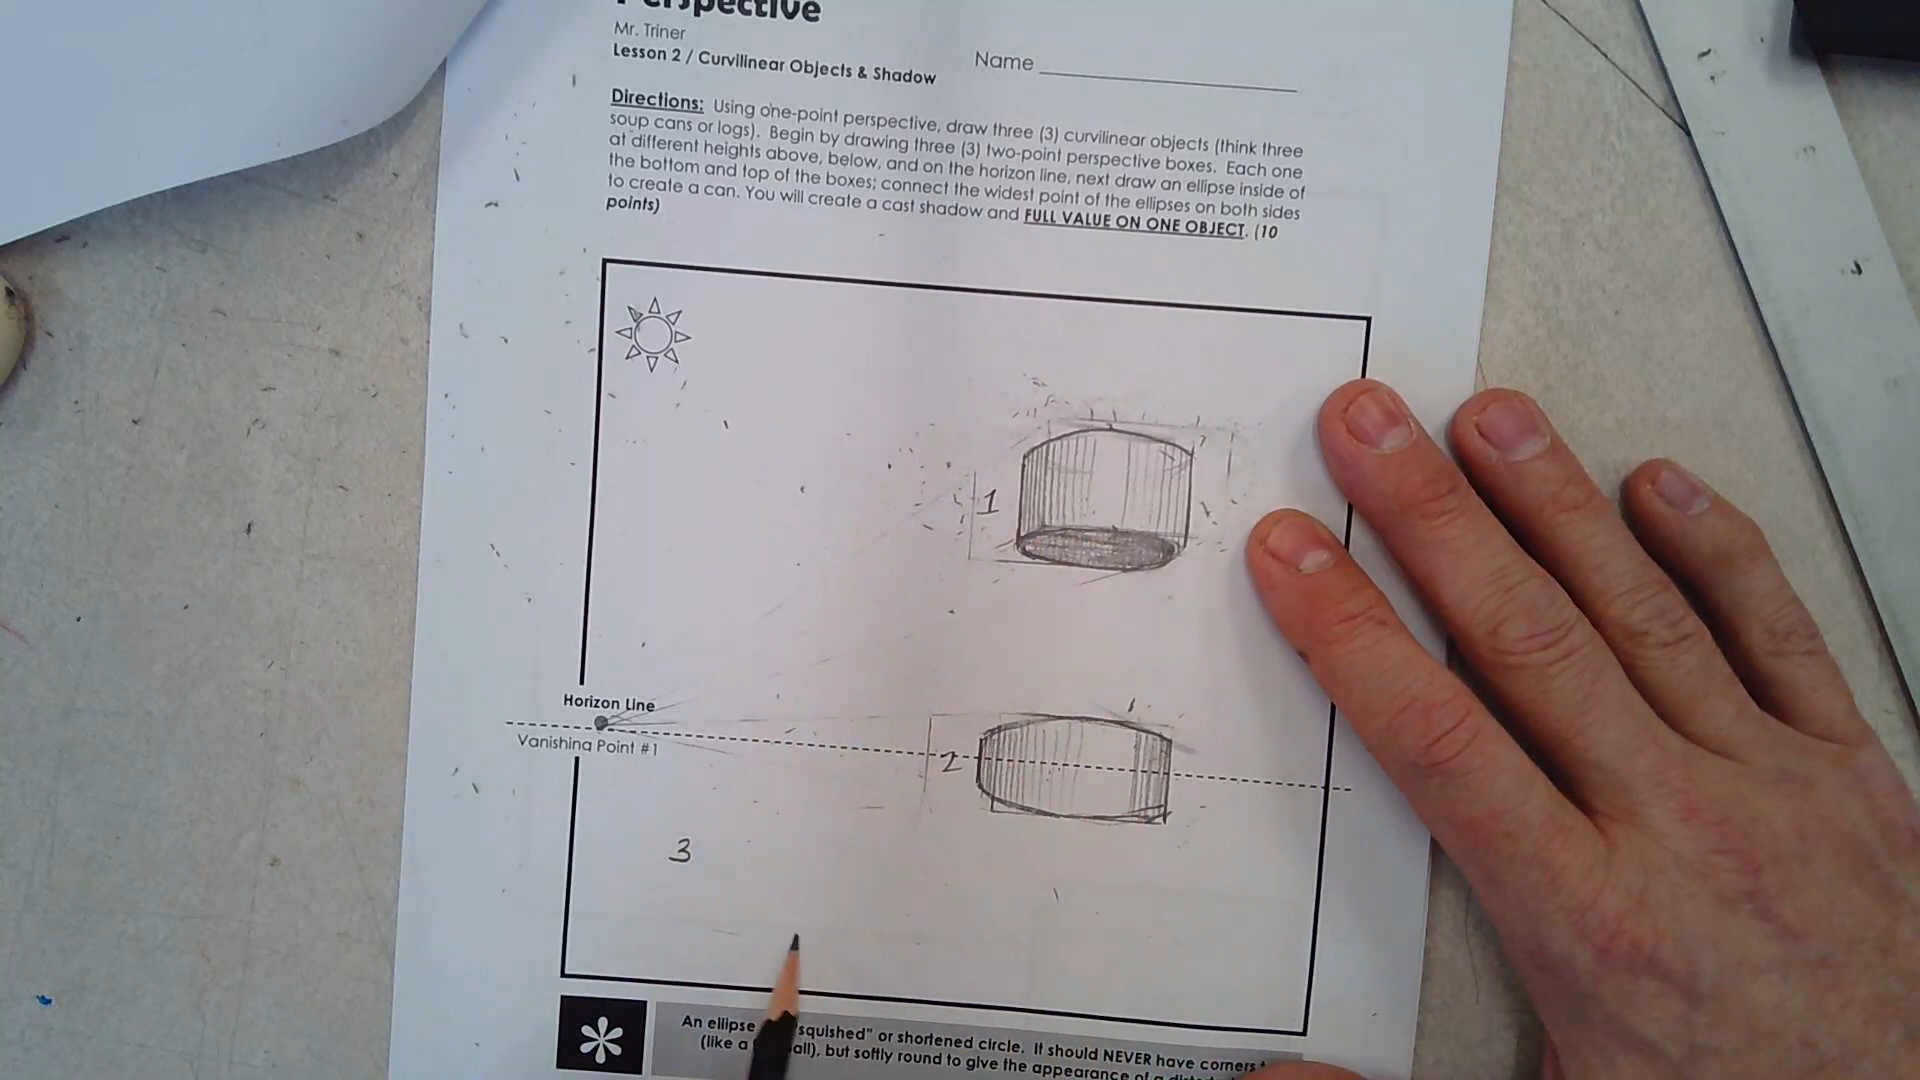 Perspective
Mr. Triner
Lesson 2 / Curvilinear Objects & Shadow
Name
Directions: Using one-point perspective, draw three (3) curvilinear objects (think three
soup cans or logs). Begin by drawing three (3) two-point perspective boxes. Each one
at different heights above, below, and on the horizon line, next draw an ellipse inside of
the bottom and top of the boxes; connect the widest point of the ellipses on both sides
to create a can. You will create a cast shadow and FULL VALUE ON ONE OBJECT. (10
points)
1
Horizon Line
Vanishing Point #1
2
3
An ellipse squished" or shortened circle. It should NEVER have corners
(like a), but softly round to give the appearance of a